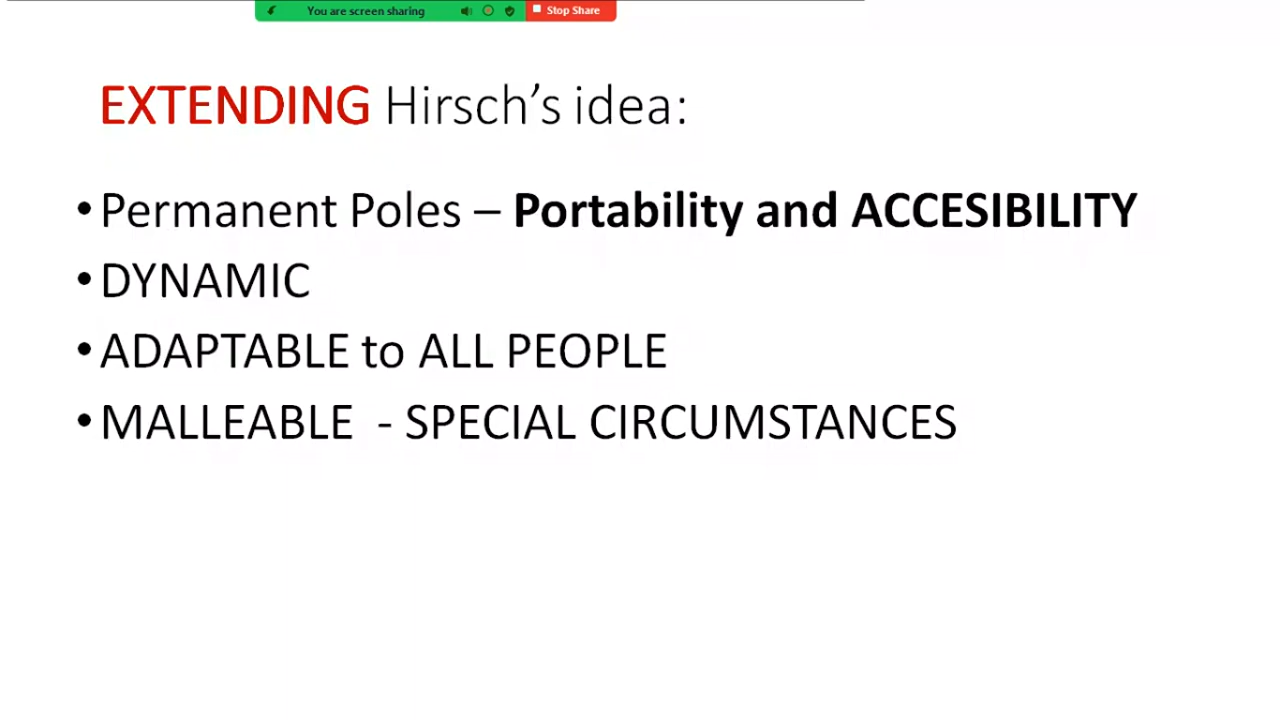 You are screen sharing Stop Share
EXTENDING Hirsch’s idea:
•Permanent Poles – Portability and ACCESIBILITY
•DYNAMIC
•ADAPTABLE to ALL PEOPLE
•MALLEABLE - SPECIAL CIRCUMSTANCES